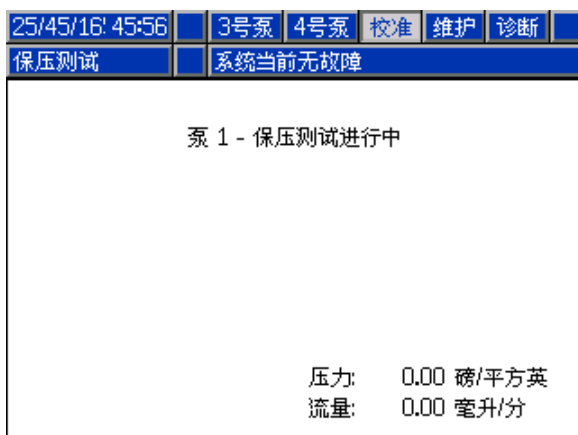 25/45/16! 45:56 3号泵 4号泵 校准 维护 诊断
保压测试 系统当前无故障
泵 1 - 保压测试进行中
压力: 0.00 磅/平方英
流量: 0.00 毫升/分